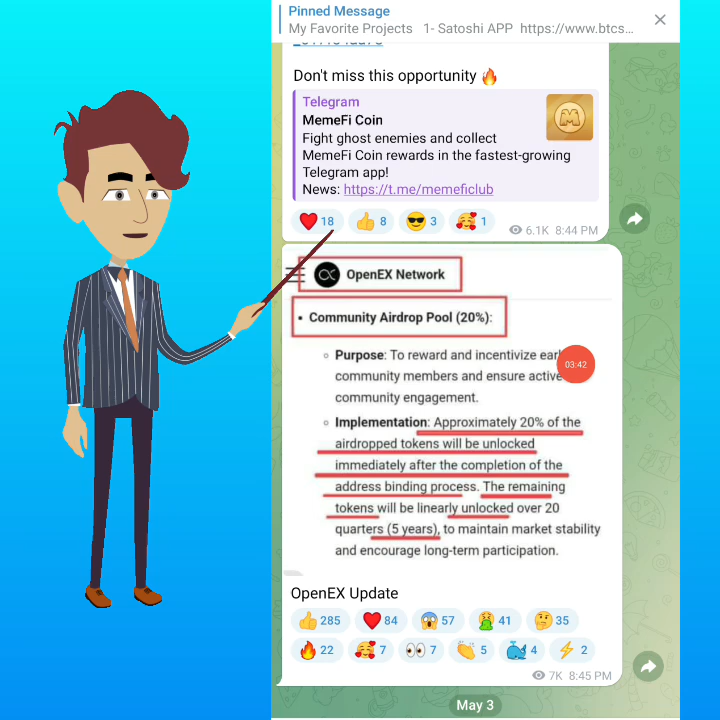 Pinned Message
My Favorite Projects 1- Satoshi APP https://www.btcs...
Don't miss this opportunity 🔥
Telegram
MemeFi Coin
Fight ghost enemies and collect
MemeFi Coin rewards in the fastest-growing
Telegram app!
News: https://t.me/memeficlub
❤️ 18 👍 8 😎 3 🥰 1
6.1K 8:44 PM
OpenEX Network
• Community Airdrop Pool (20%):
Purpose: To reward and incentivize
03:42
community members and ensure active
community engagement.
Implementation: Approximately 20% of the
airdropped tokens will be unlocked
immediately after the completion of the
address binding process. The remaining
tokens will be linearly unlocked over 20
quarters (5 years), to maintain market stability
and encourage long-term participation.
OpenEX Update
👍 285 ❤️ 84 😱 57 🤮 41 🤔 35
🔥 22 🥰 7 👀 7 👏 5 🐳 4 ⚡ 2
7K 8:45 PM
May 3